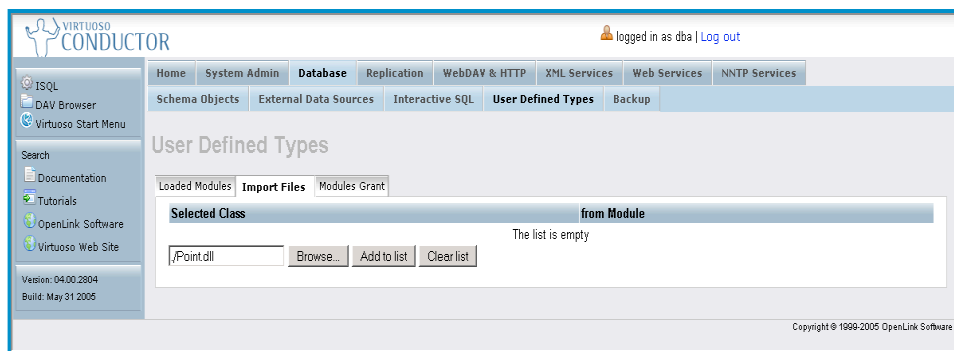 VIRTUOSO
CONDUCTOR
logged in as dba | Log out
ISQL
DAV Browser
Virtuoso Start Menu
Search
Documentation
Tutorials
OpenLink Software
Virtuoso Web Site
Version: 04.00.2804
Build: May 31 2005
Home System Admin Database Replication WebDAV & HTTP XML Services Web Services NNTP Services
Schema Objects External Data Sources Interactive SQL User Defined Types Backup
User Defined Types
Loaded Modules Import Files Modules Grant
Selected Class from Module
The list is empty
./Point.dll Browse... Add to list Clear list
Copyright © 1999-2005 OpenLink Software